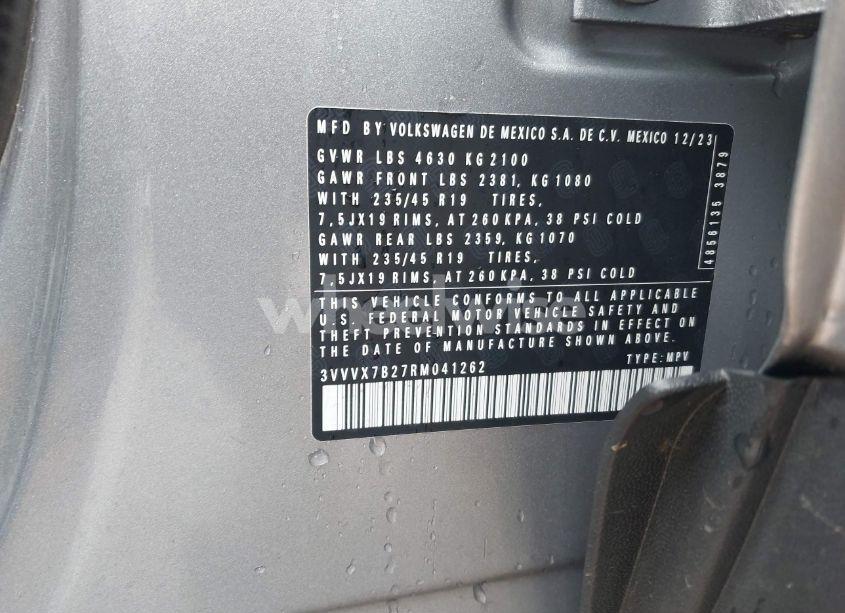 MFD BY VOLKSWAGEN DE MEXICO S.A. DE C.V. MEXICO 12/23
GVWR LBS 4630 KG 2100
GAWR FRONT LBS 2381, KG 1080
WITH 235/45 R19 TIRES,
7,5JX19 RIMS, AT 260 KPA, 38 PSI COLD
GAWR REAR LBS 2359, KG 1070
WITH 235/45 R19 TIRES,
7,5JX19 RIMS, AT 260 KPA, 38 PSI COLD
THIS VEHICLE CONFORMS TO ALL APPLICABLE
U.S. FEDERAL MOTOR VEHICLE SAFETY AND
THEFT PREVENTION STANDARDS IN EFFECT ON
THE DATE OF MANUFACTURE SHOWN ABOVE.
3VVVX7B27RM041262 TYPE: MPV
4856135 3879